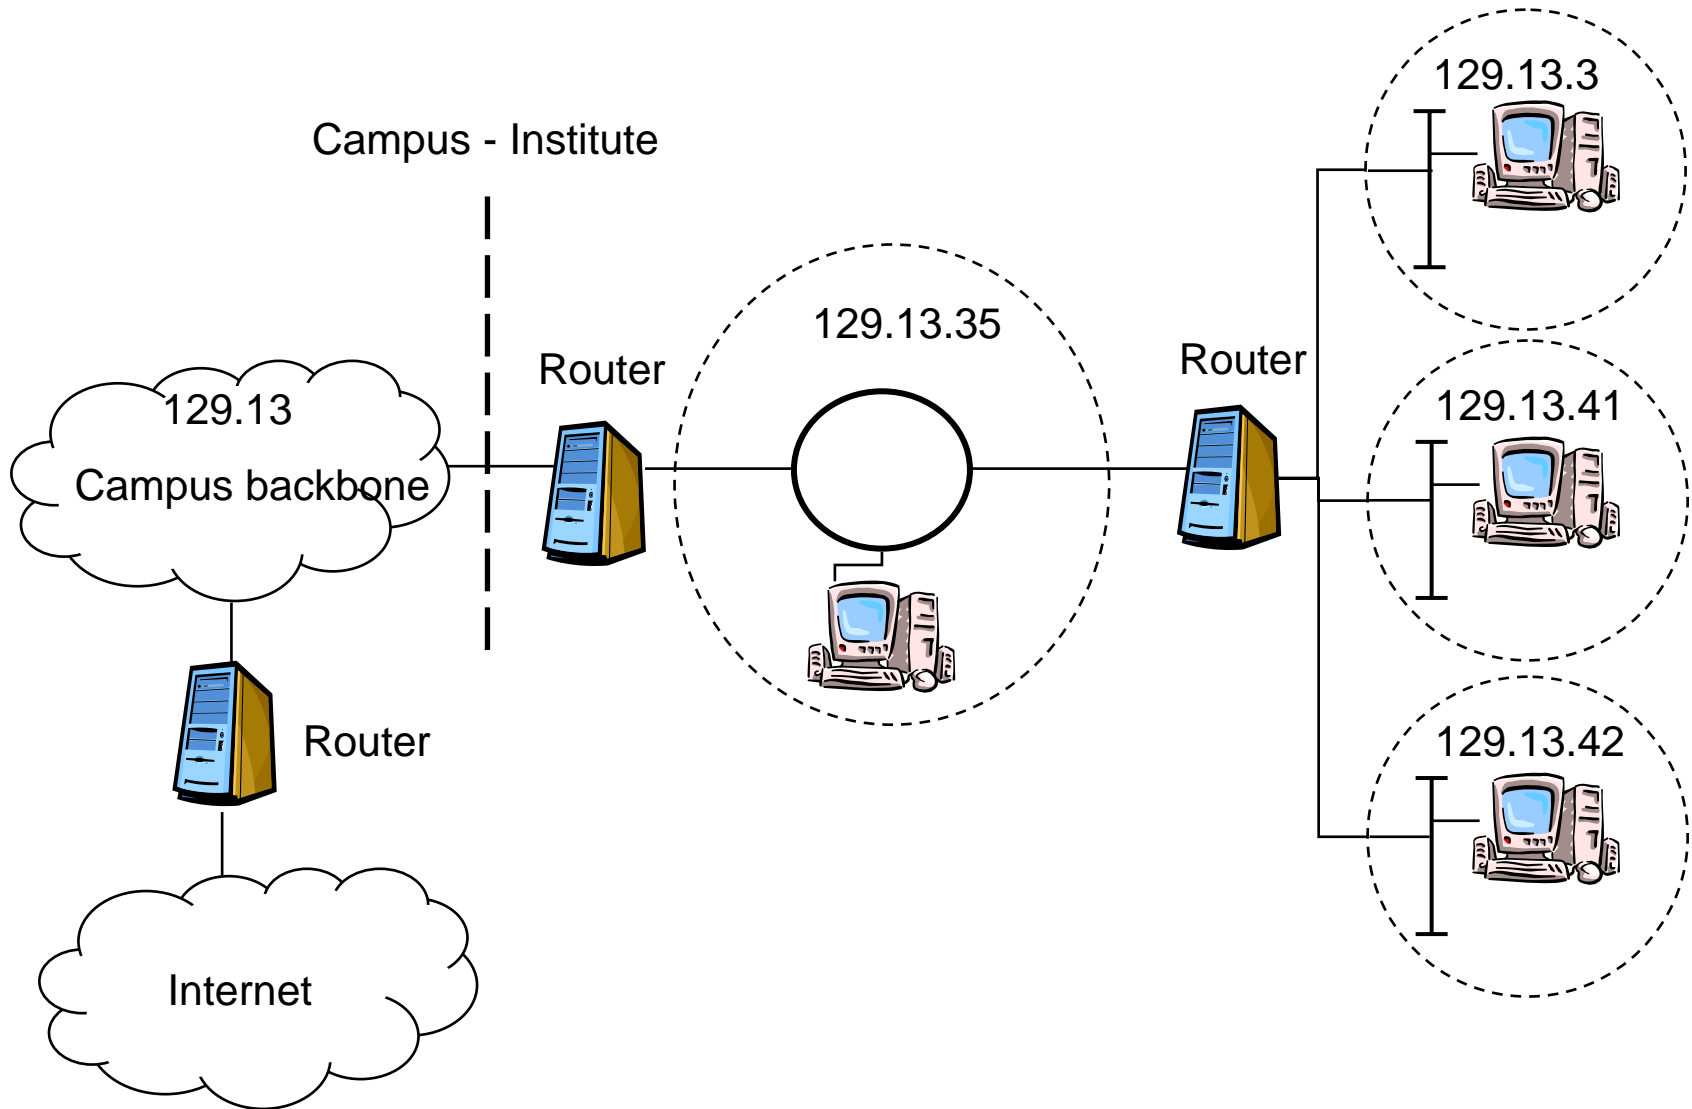 129.13.3
Campus - Institute
129.13.35
Router
Router
129.13
129.13.41
Campus backbone
Router
129.13.42
Internet